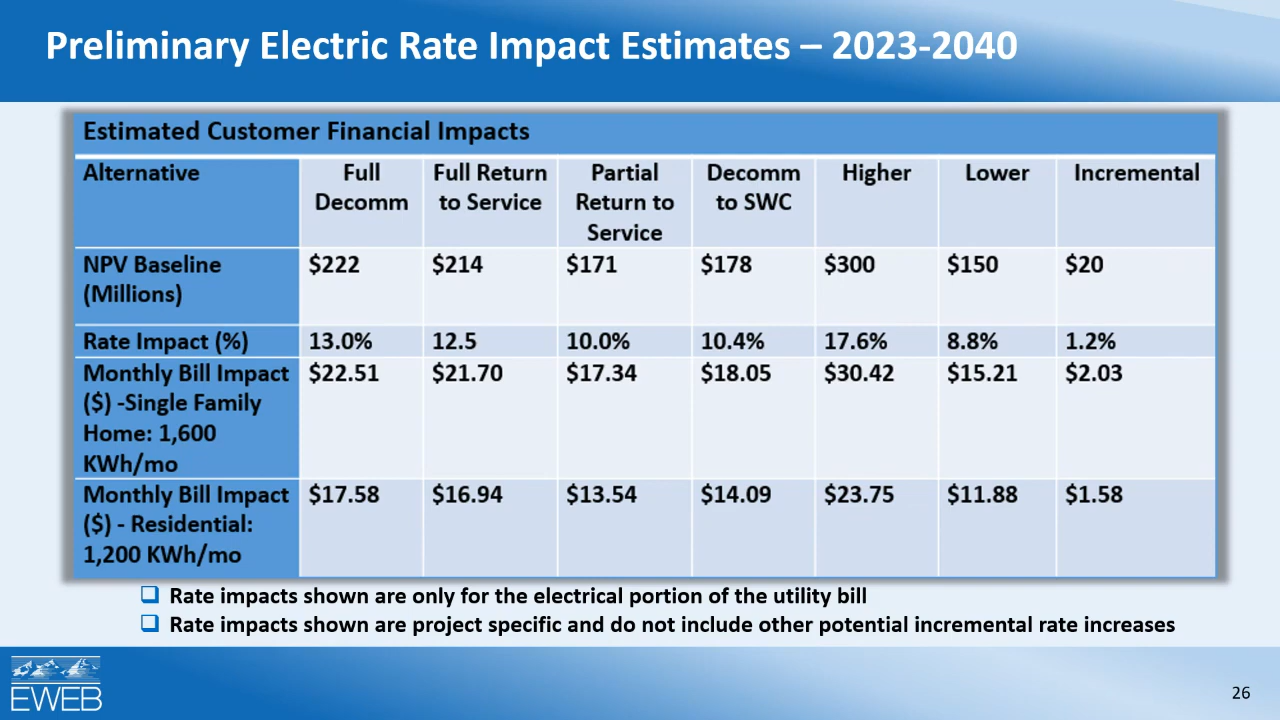 Preliminary Electric Rate Impact Estimates – 2023-2040
Estimated Customer Financial Impacts
Alternative
Full
Decomm
Full Return
to Service
Partial
Return to
Service
Decomm
to SWC
Higher
Lower
Incremental
NPV Baseline
(Millions)
$222
$214
$171
$178
$300
$150
$20
Rate Impact (%)
13.0%
12.5
10.0%
10.4%
17.6%
8.8%
1.2%
Monthly Bill Impact
($) -Single Family
Home: 1,600
KWh/mo
$22.51
$21.70
$17.34
$18.05
$30.42
$15.21
$2.03
Monthly Bill Impact
($) - Residential:
1,200 KWh/mo
$17.58
$16.94
$13.54
$14.09
$23.75
$11.88
$1.58
Rate impacts shown are only for the electrical portion of the utility bill
Rate impacts shown are project specific and do not include other potential incremental rate increases
EWEB
26